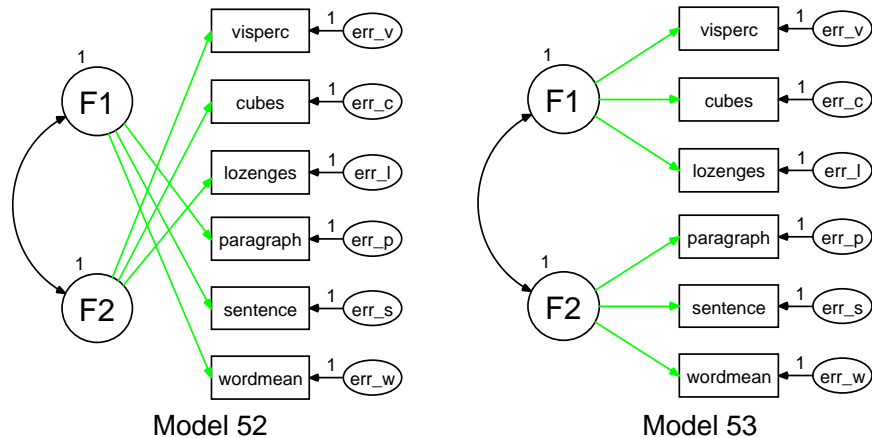 visperc
1
err_v
1
F1
cubes
1
err_c
lozenges
1
err_l
paragraph
1
err_p
1
F2
sentence
1
err_s
wordmean
1
err_w
Model 52
visperc
1
err_v
1
F1
cubes
1
err_c
lozenges
1
err_l
paragraph
1
err_p
1
F2
sentence
1
err_s
wordmean
1
err_w
Model 53